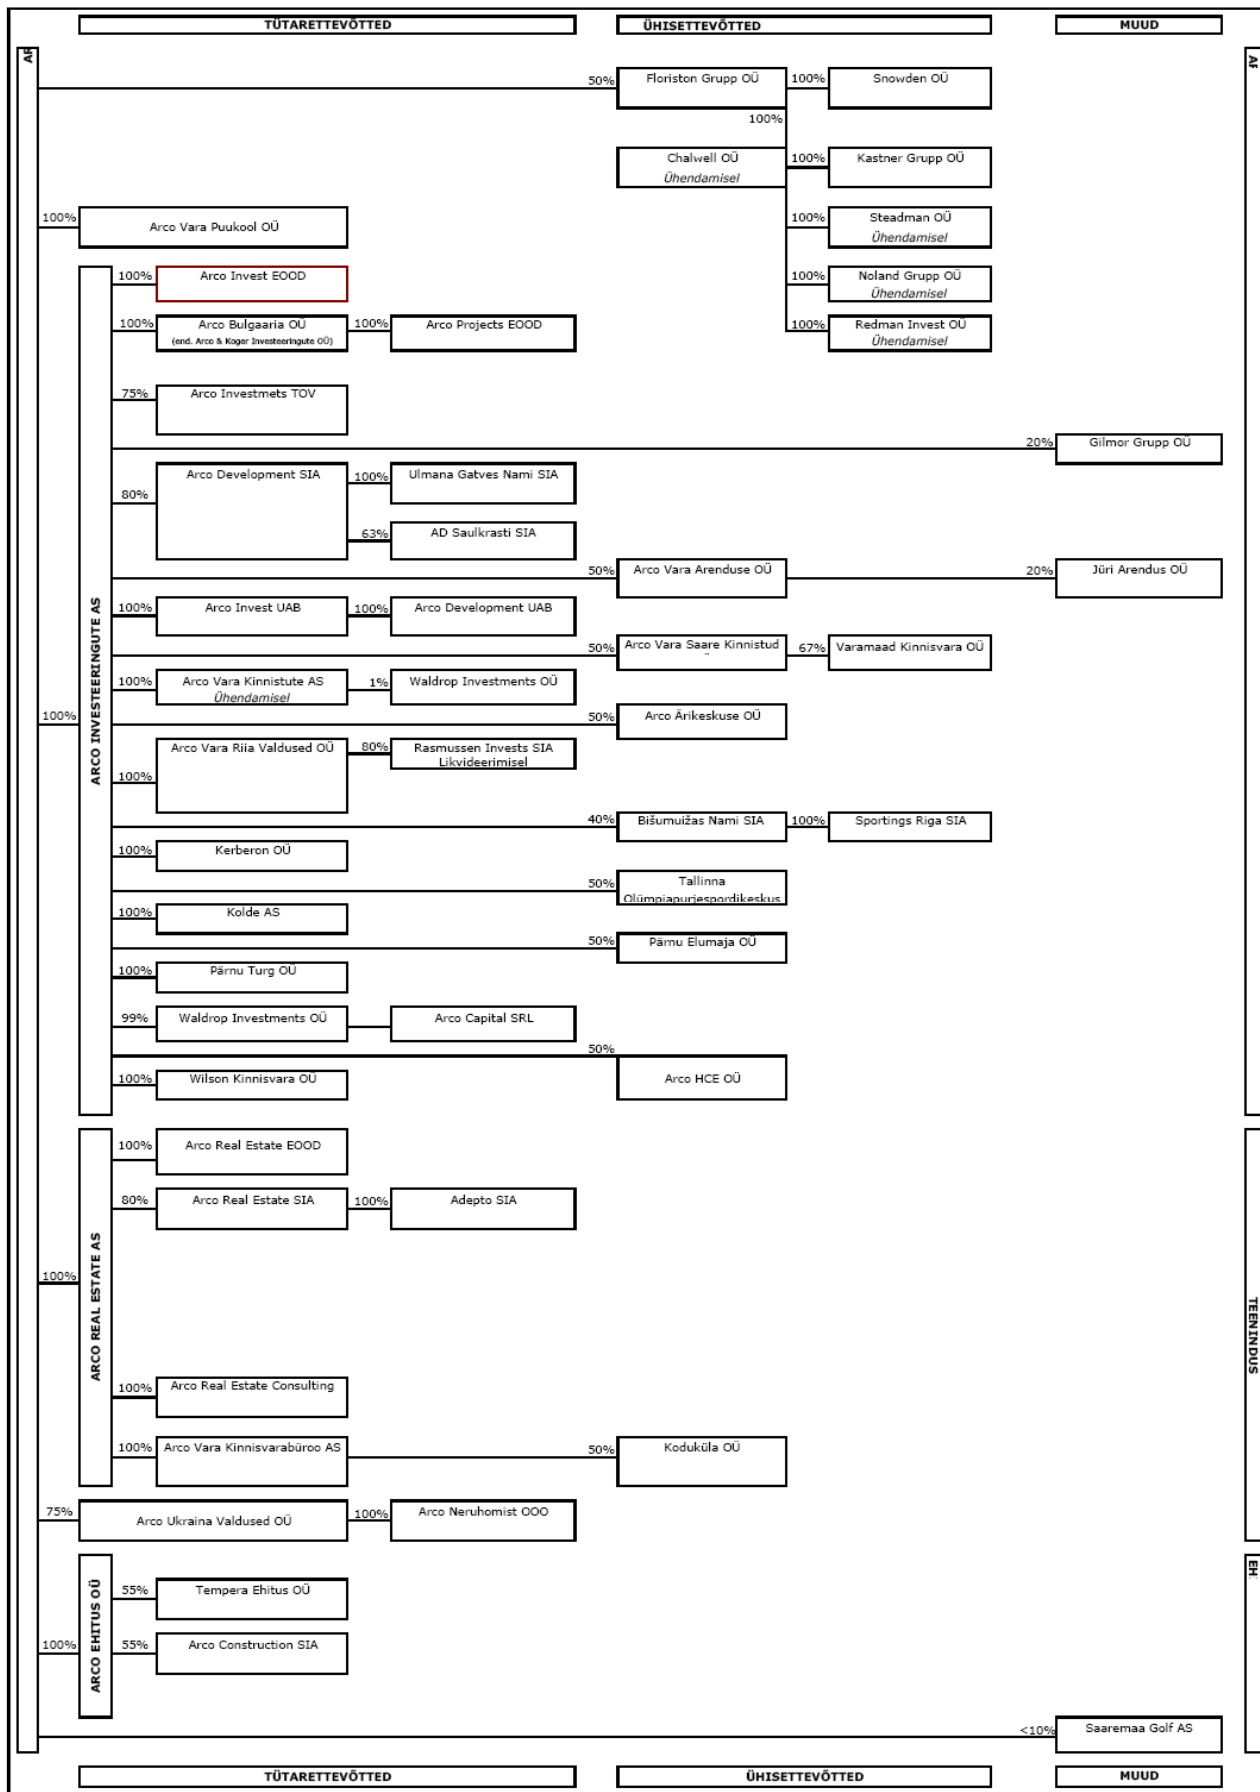 TÜTARETTEVÕTTED
ÜHISETTEVÕTTED
MUUD
50%
Floriston Grupp OÜ
100%
Snowden OÜ
100%
Chalwell OÜ
Ühendamisel
100%
Kastner Grupp OÜ
100%
Steadman OÜ
Ühendamisel
100%
Arco Vara Puukool OÜ
100%
Noland Grupp OÜ
Ühendamisel
100%
Redman Invest OÜ
Ühendamisel
100%
ARCO INVESTEERINGUTE AS
100%
Arco Invest EOOD
100%
Arco Bulgaaria OÜ
(end. Arco & Koger Investeeringute OÜ)
100%
Arco Projects EOOD
75%
Arco Investmets TOV
20%
Gilmor Grupp OÜ
80%
Arco Development SIA
100%
Ulmana Gatves Nami SIA
63%
AD Saulkrasti SIA
50%
Arco Vara Arenduse OÜ
20%
Jüri Arendus OÜ
100%
Arco Invest UAB
100%
Arco Development UAB
50%
Arco Vara Saare Kinnistud
67%
Varamaad Kinnisvara OÜ
100%
Arco Vara Kinnistute AS
Ühendamisel
1%
Waldrop Investments OÜ
50%
Arco Ärikeskuse OÜ
100%
Arco Vara Riia Valdused OÜ
80%
Rasmussen Invests SIA
Likvideerimisel
40%
Bišumuižas Nami SIA
100%
Sportings Riga SIA
100%
Kerberon OÜ
50%
Tallinna
Olümpiapurjespordikeskus
100%
Kolde AS
50%
Pärnu Elumaja OÜ
100%
Pärnu Turg OÜ
99%
Waldrop Investments OÜ
Arco Capital SRL
50%
Arco HCE OÜ
100%
Wilson Kinnisvara OÜ
100%
ARCO REAL ESTATE AS
100%
Arco Real Estate EOOD
80%
Arco Real Estate SIA
100%
Adepto SIA
TEENINDUS
100%
Arco Real Estate Consulting
100%
Arco Vara Kinnisvarabüroo AS
50%
Koduküla OÜ
75%
Arco Ukraina Valdused OÜ
100%
Arco Neruhomist OOO
100%
ARCO EHITUS OÜ
55%
Tempera Ehitus OÜ
55%
Arco Construction SIA
<10%
Saaremaa Golf AS
TÜTARETTEVÕTTED
ÜHISETTEVÕTTED
MUUD